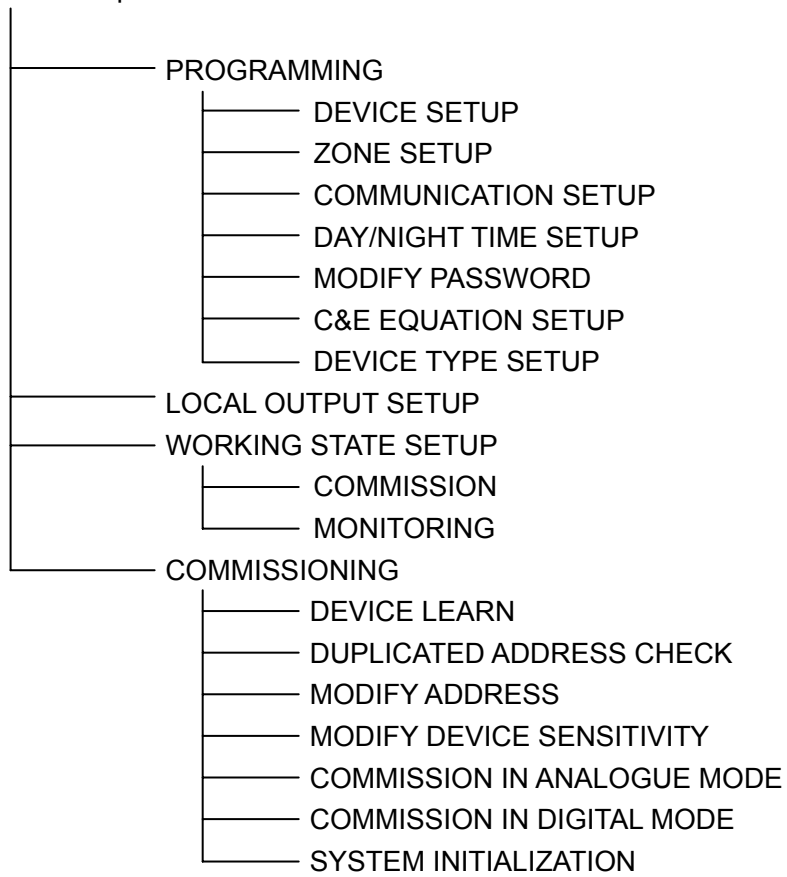 PROGRAMMING
DEVICE SETUP
ZONE SETUP
COMMUNICATION SETUP
DAY/NIGHT TIME SETUP
MODIFY PASSWORD
C&E EQUATION SETUP
DEVICE TYPE SETUP
LOCAL OUTPUT SETUP
WORKING STATE SETUP
COMMISSION
MONITORING
COMMISSIONING
DEVICE LEARN
DUPLICATED ADDRESS CHECK
MODIFY ADDRESS
MODIFY DEVICE SENSITIVITY
COMMISSION IN ANALOGUE MODE
COMMISSION IN DIGITAL MODE
SYSTEM INITIALIZATION